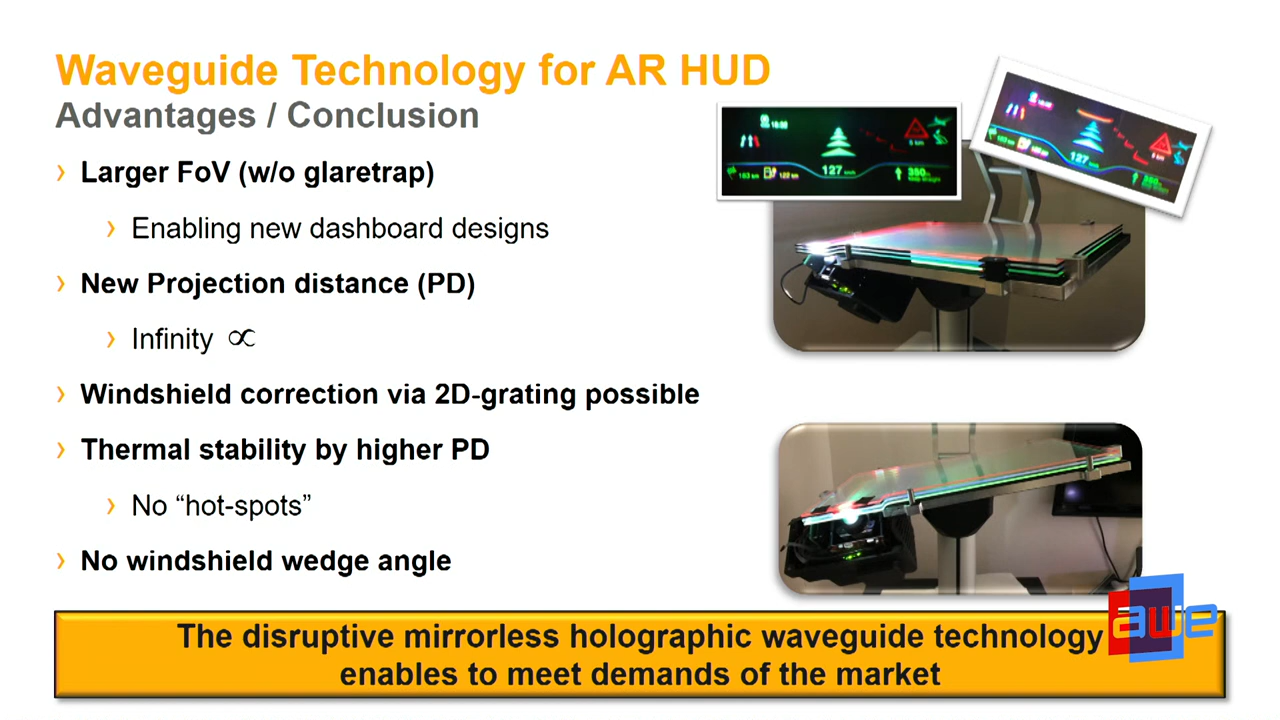 Waveguide Technology for AR HUD
Advantages / Conclusion
› Larger FoV (w/o glaretrap)
› Enabling new dashboard designs
› New Projection distance (PD)
› Infinity ∝
› Windshield correction via 2D-grating possible
› Thermal stability by higher PD
› No “hot-spots”
› No windshield wedge angle
127
350
127
The disruptive mirrorless holographic waveguide technology
enables to meet demands of the market
awe